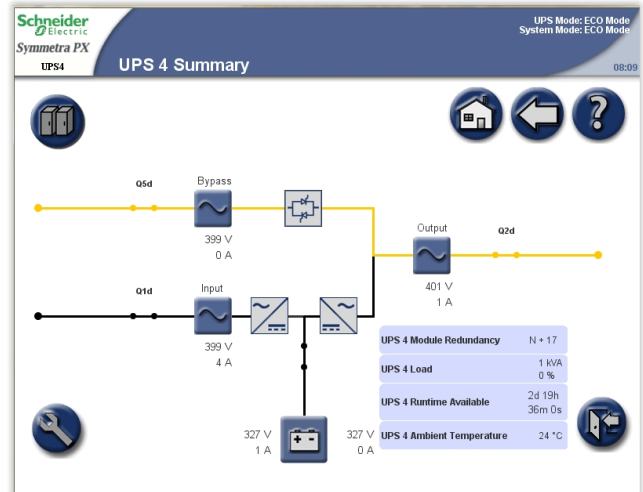 Schneider
Electric
Symmetra PX
UPS4
UPS 4 Summary
UPS Mode: ECO Mode
System Mode: ECO Mode
08:09
?
Q5d
Bypass
399 V
0 A
Output
Q2d
401 V
1 A
Q1d
Input
399 V
4 A
UPS 4 Module Redundancy N + 17
UPS 4 Load 1 kVA
0 %
UPS 4 Runtime Available 2d 19h
36m 0s
UPS 4 Ambient Temperature 24 °C
327 V
1 A
327 V
0 A